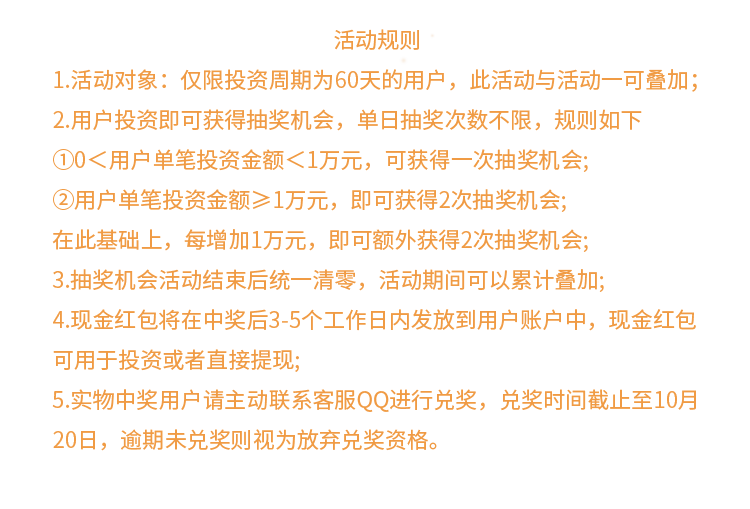 活动规则
1.活动对象：仅限投资周期为60天的用户，此活动与活动一可叠加；
2.用户投资即可获得抽奖机会，单日抽奖次数不限，规则如下
①0＜用户单笔投资金额＜1万元，可获得一次抽奖机会;
②用户单笔投资金额≥1万元，即可获得2次抽奖机会;
在此基础上，每增加1万元，即可额外获得2次抽奖机会;
3.抽奖机会活动结束后统一清零，活动期间可以累计叠加;
4.现金红包将在中奖后3-5个工作日内发放到用户账户中，现金红包
可用于投资或者直接提现;
5.实物中奖用户请主动联系客服QQ进行兑奖，兑奖时间截止至10月
20日，逾期未兑奖则视为放弃兑奖资格。